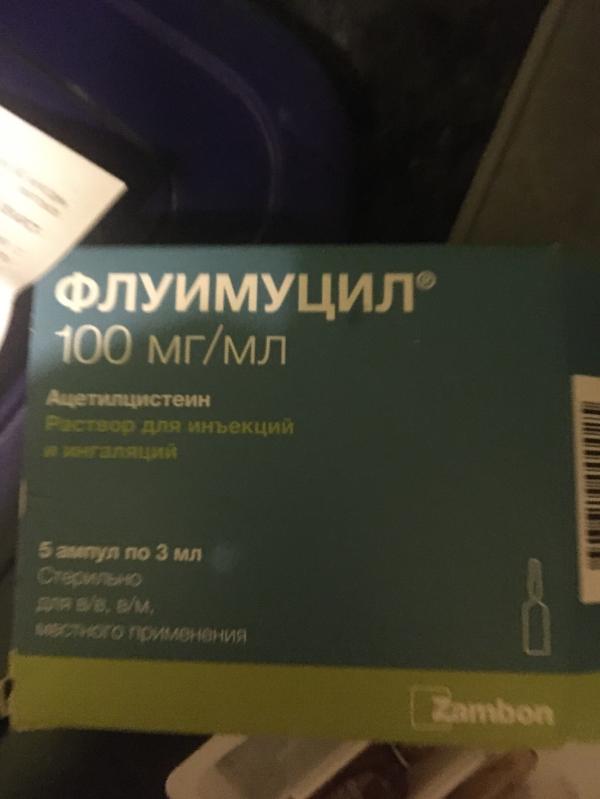 ФЛУИМУЦИЛ®
100 мг/мл
Ацетилцистеин
Раствор для инъекций
и ингаляций
5 ампул по 3 мл
Стерильно
для в/в, в/м,
местного применения
Zambon